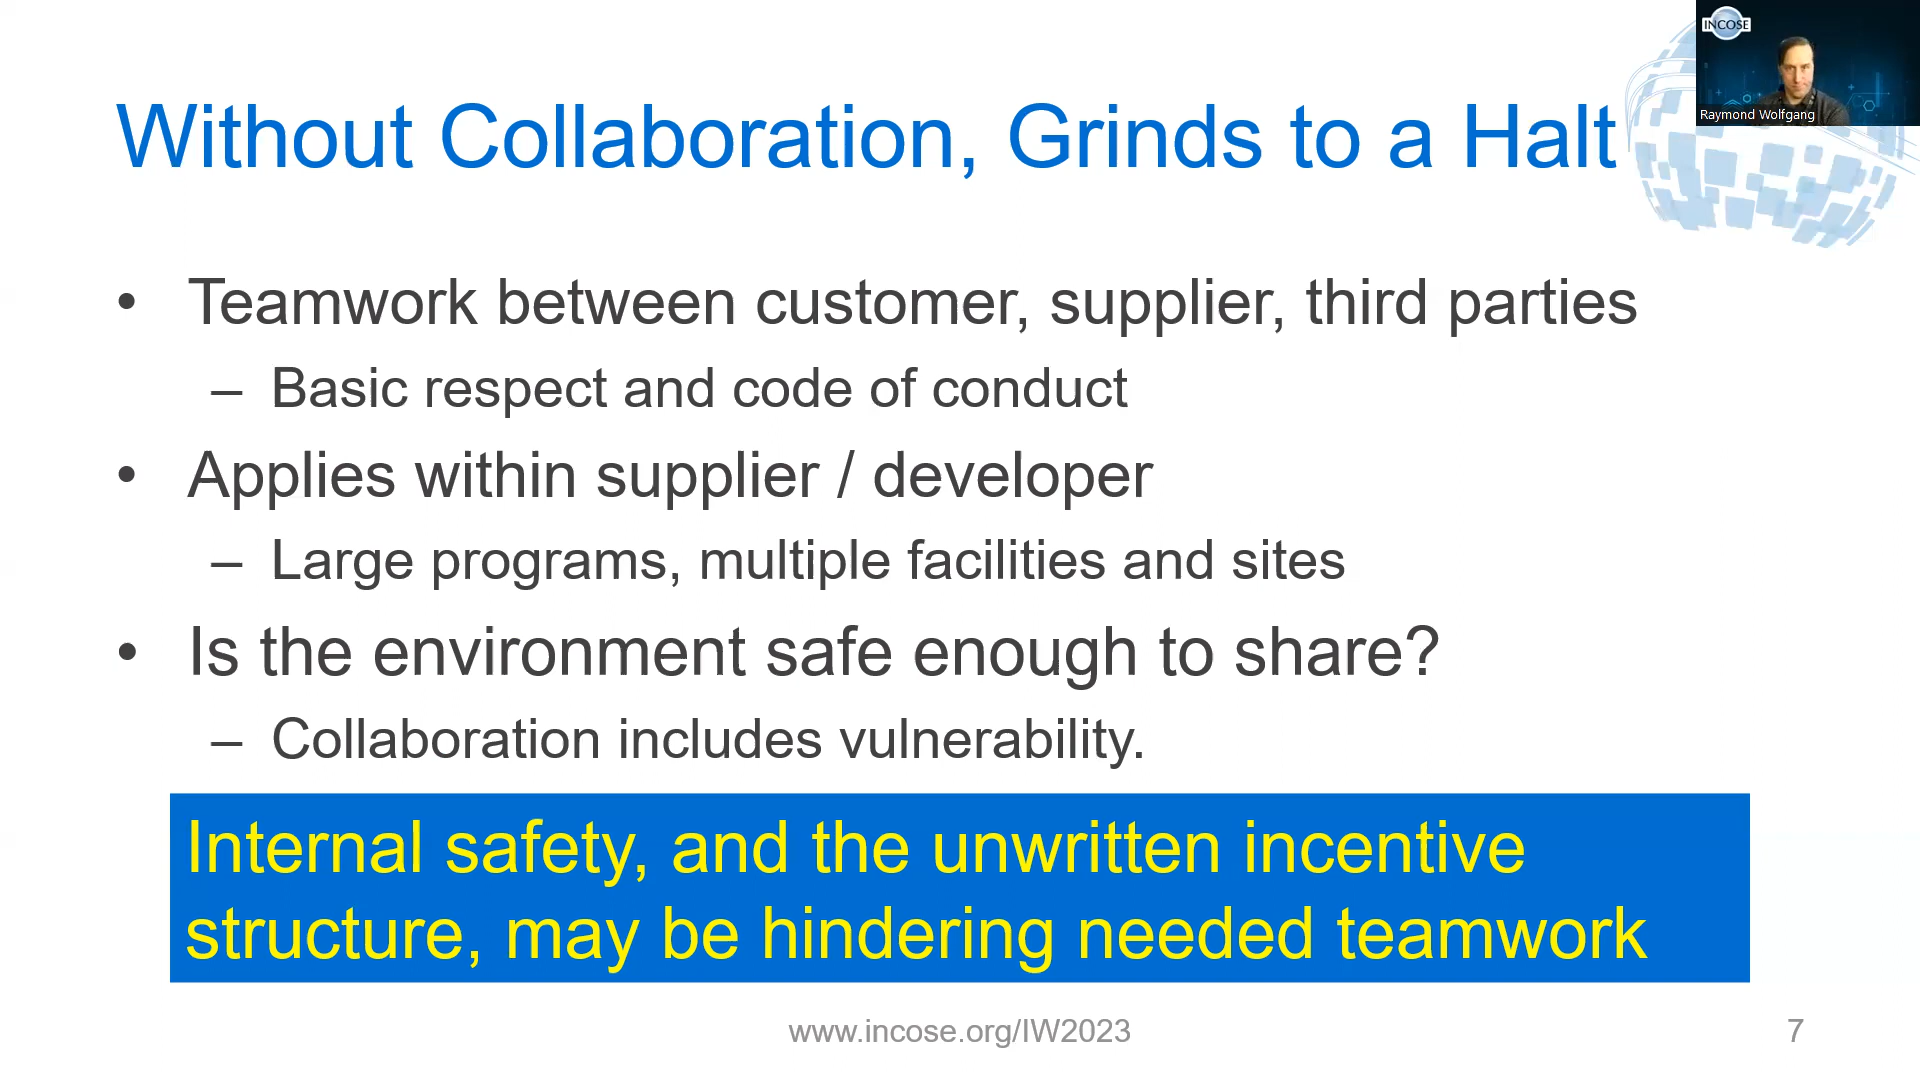 INCOSE
Raymond Wolfgang
Without Collaboration, Grinds to a Halt
• Teamwork between customer, supplier, third parties
– Basic respect and code of conduct
• Applies within supplier / developer
– Large programs, multiple facilities and sites
• Is the environment safe enough to share?
– Collaboration includes vulnerability.
Internal safety, and the unwritten incentive
structure, may be hindering needed teamwork
www.incose.org/IW2023
7